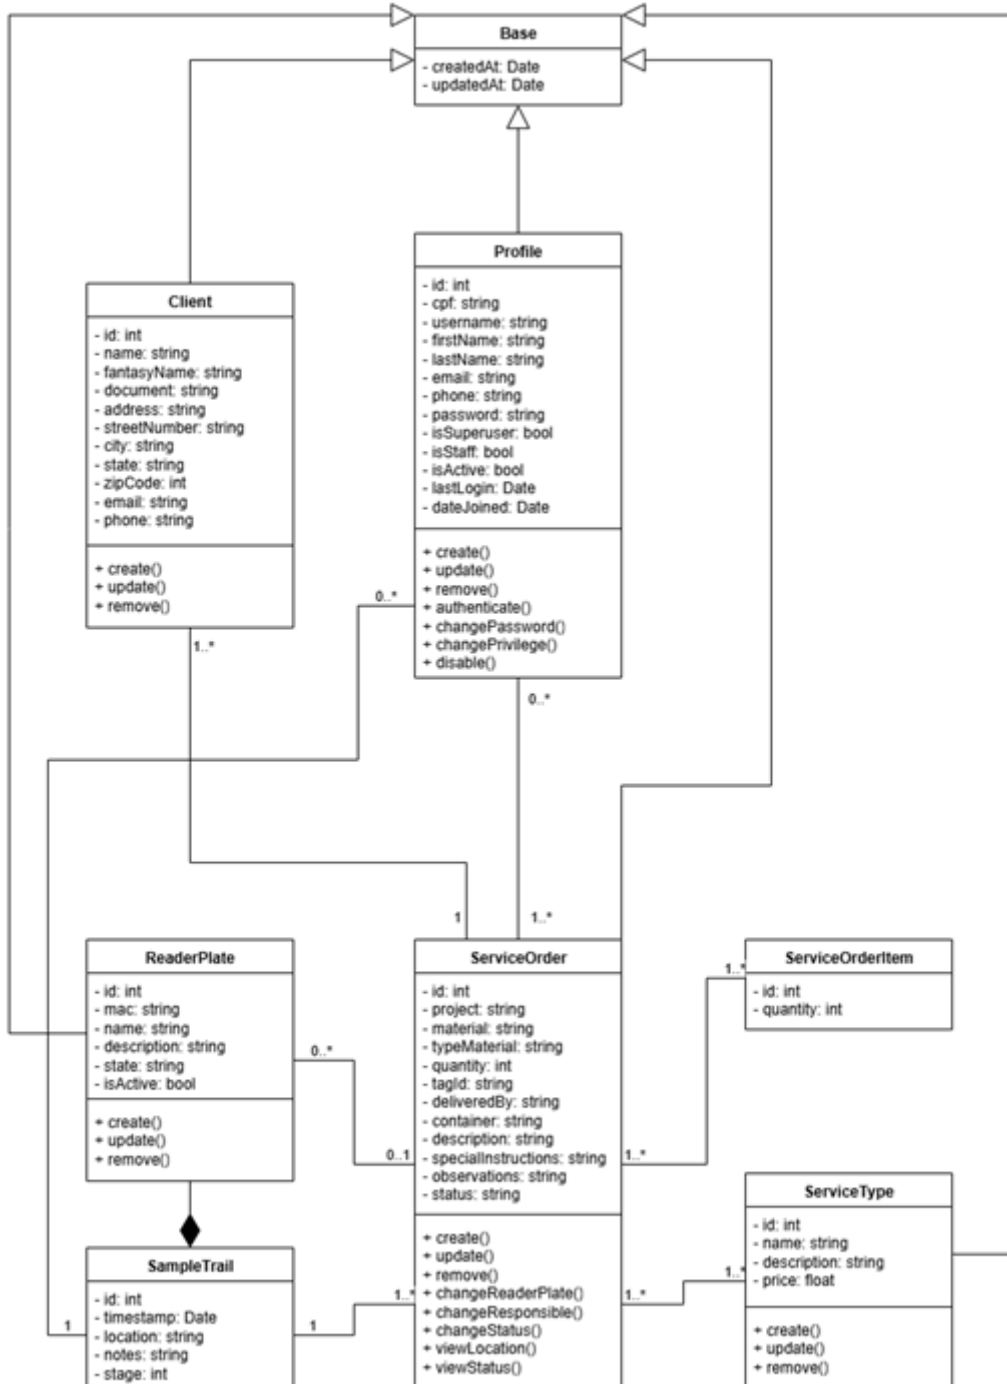 Base
- createdAt: Date
- updatedAt: Date
Profile
- id: int
- cpf: string
- username: string
- firstName: string
- lastName: string
- email: string
- phone: string
- password: string
- isSuperuser: bool
- isStaff: bool
- isActive: bool
- lastLogin: Date
- dateJoined: Date
+ create()
+ update()
+ remove()
+ authenticate()
+ changePassword()
+ changePrivilege()
+ disable()
Client
- id: int
- name: string
- fantasyName: string
- document: string
- address: string
- streetNumber: string
- city: string
- state: string
- zipCode: int
- email: string
- phone: string
+ create()
+ update()
+ remove()
0..*
1..*
0..*
1
1..*
ReaderPlate
- id: int
- mac: string
- name: string
- description: string
- state: string
- isActive: bool
+ create()
+ update()
+ remove()
0..*
0..1
ServiceOrder
- id: int
- project: string
- material: string
- typeMaterial: string
- quantity: int
- tagId: string
- deliveredBy: string
- container: string
- description: string
- specialInstructions: string
- observations: string
- status: string
+ create()
+ update()
+ remove()
+ changeReaderPlate()
+ changeResponsible()
+ changeStatus()
+ viewLocation()
+ viewStatus()
1..*
1..*
ServiceOrderItem
- id: int
- quantity: int
ServiceType
- id: int
- name: string
- description: string
- price: float
+ create()
+ update()
+ remove()
1..*
1..*
SampleTrail
- id: int
- timestamp: Date
- location: string
- notes: string
- stage: int
1
1
1..*